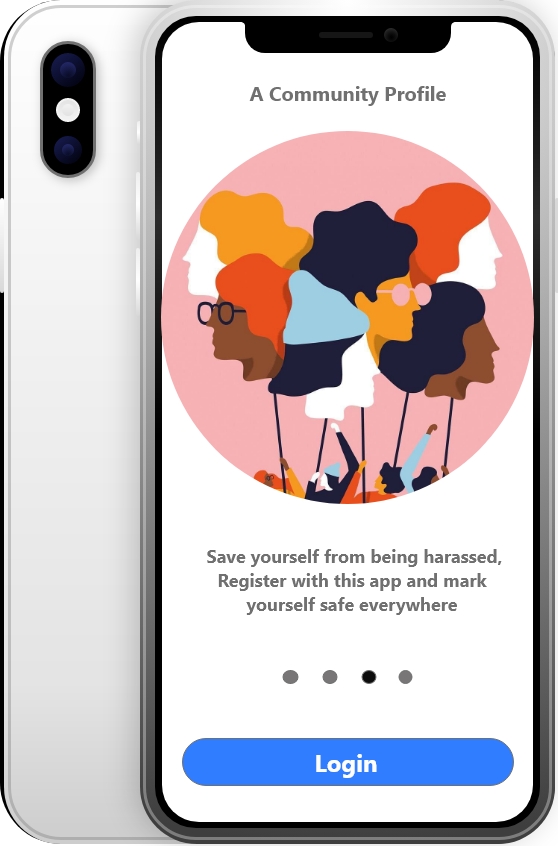 A Community Profile
Save yourself from being harassed,
Register with this app and mark
yourself safe everywhere
Login